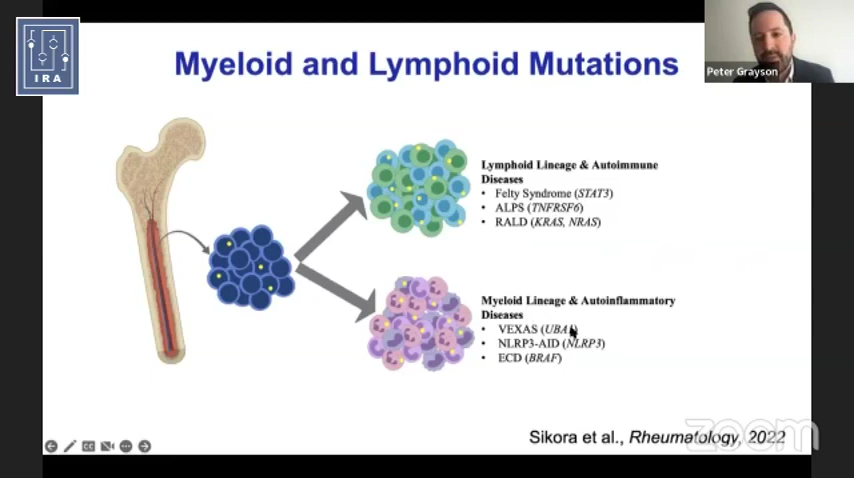 IRA
Peter Grayson
Myeloid and Lymphoid Mutations
Lymphoid Lineage & Autoimmune
Diseases
• Felty Syndrome (STAT3)
• ALPS (TNFRSF6)
• RALD (KRAS, NRAS)
Myeloid Lineage & Autoinflammatory
Diseases
• VEXAS (UBA1)
• NLRP3-AID (NLRP3)
• ECD (BRAF)
Sikora et al., Rheumatology, 2022
zoom